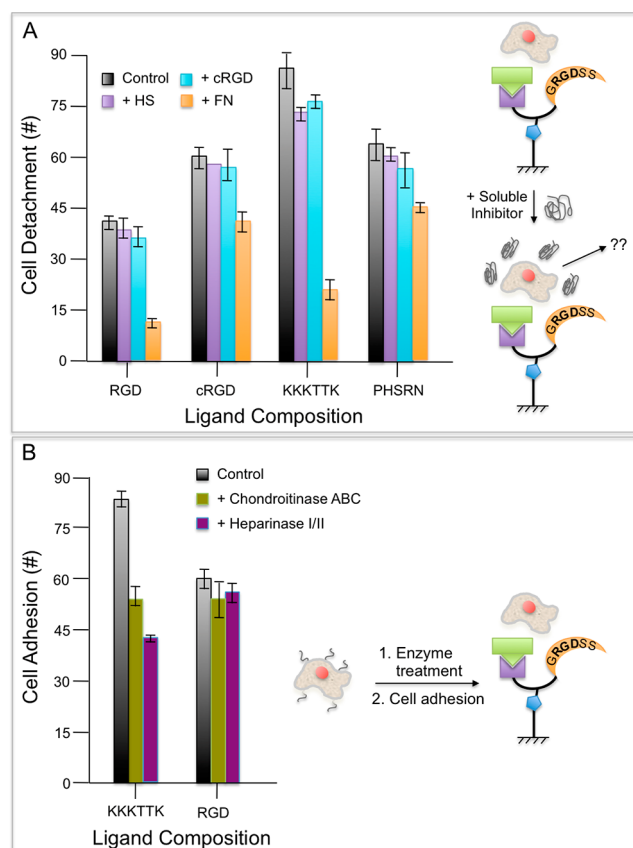 A
90
75
60
45
30
15
0
Cell Detachment (#)
Control
+ HS
+ cRGD
+ FN
RGD
cRGD
KKKTTK
PHSRN
Ligand Composition
GRGDSS
+ Soluble
Inhibitor
??
GRGDSS
B
90
75
60
45
30
15
0
Cell Adhesion (#)
Control
+ Chondroitinase ABC
+ Heparinase I/II
KKKTTK
RGD
Ligand Composition
1. Enzyme
treatment
2. Cell adhesion
GRGDSS